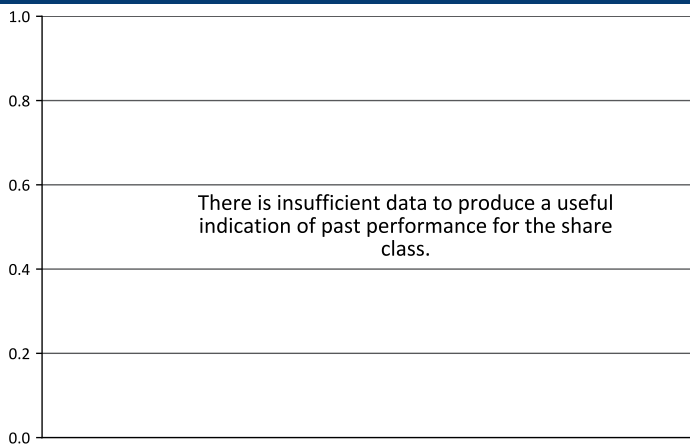 1.0
0.8
0.6
There is insufficient data to produce a useful
indication of past performance for the share
class.
0.4
0.2
0.0